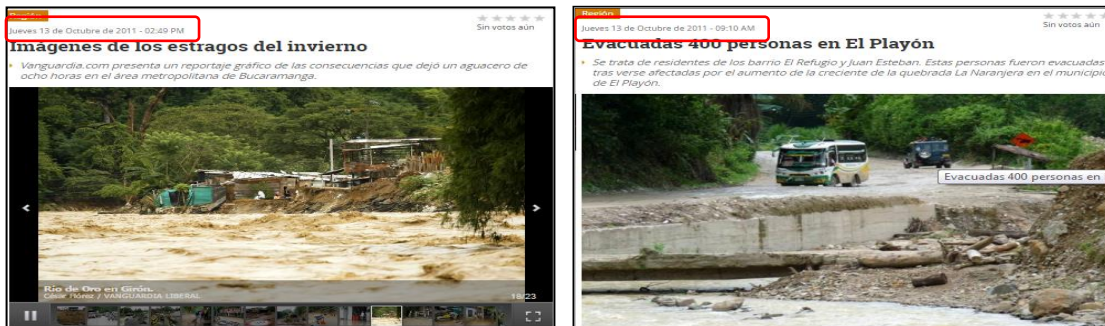 Región
Jueves 13 de Octubre de 2011 - 02:49 PM
Sin votos aún
Imágenes de los estragos del invierno
Vanguardia.com presenta un reportaje gráfico de las consecuencias que dejó un aguacero de
ocho horas en el área metropolitana de Bucaramanga.
Río de Oro en Girón.
César Flórez / VANGUARDIA LIBERAL
18/23
Región
Jueves 13 de Octubre de 2011 - 09:10 AM
Sin votos aún
Evacuadas 400 personas en El Playón
Se trata de residentes de los barrio El Refugio y Juan Esteban. Estas personas fueron evacuadas
tras verse afectadas por el aumento de la creciente de la quebrada La Naranjera en el municipio
de El Playón.
Evacuadas 400 personas en